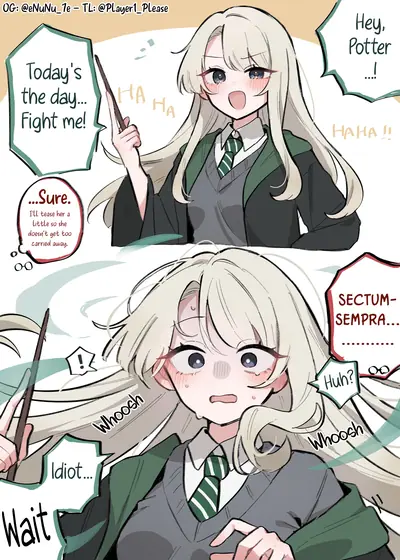 OG: @eNuNu_7e - TL: @Player1_Please
Hey,
Potter
...!
Today's
the day...
Fight me!
HA HA
HAHA!!
...Sure.
I'll tease her a
little so she
doesn't get too
carried away.
SECTUM-
SEMPRA....
...........
!
Huh?
Whoosh
Whoosh
Idiot...
Wait